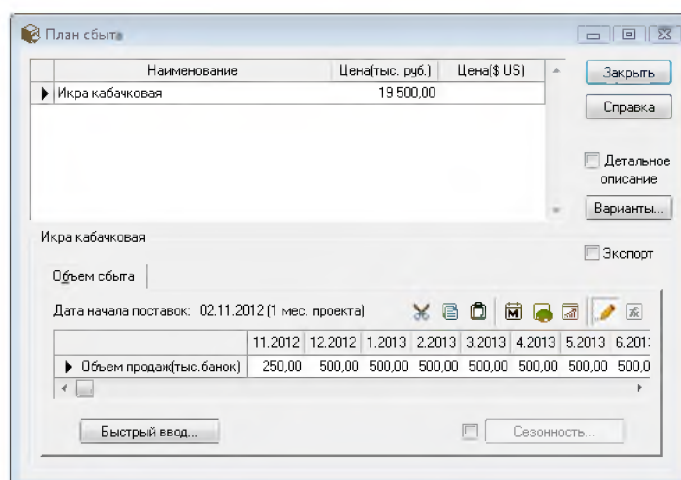 План сбыта
Наименование Цена(тыс. руб.) Цена($ US)
Икра кабачковая 19 500,00
Закрыть
Справка
Детальное
описание
Варианты...
Икра кабачковая
Экспорт
Объем сбыта
Дата начала поставок: 02.11.2012 (1 мес. проекта)
11.2012 12.2012 1.2013 2.2013 3.2013 4.2013 5.2013 6.201
Объем продаж(тыс.банок) 250,00 500,00 500,00 500,00 500,00 500,00 500,00 500,0
Быстрый ввод...
Сезонность...